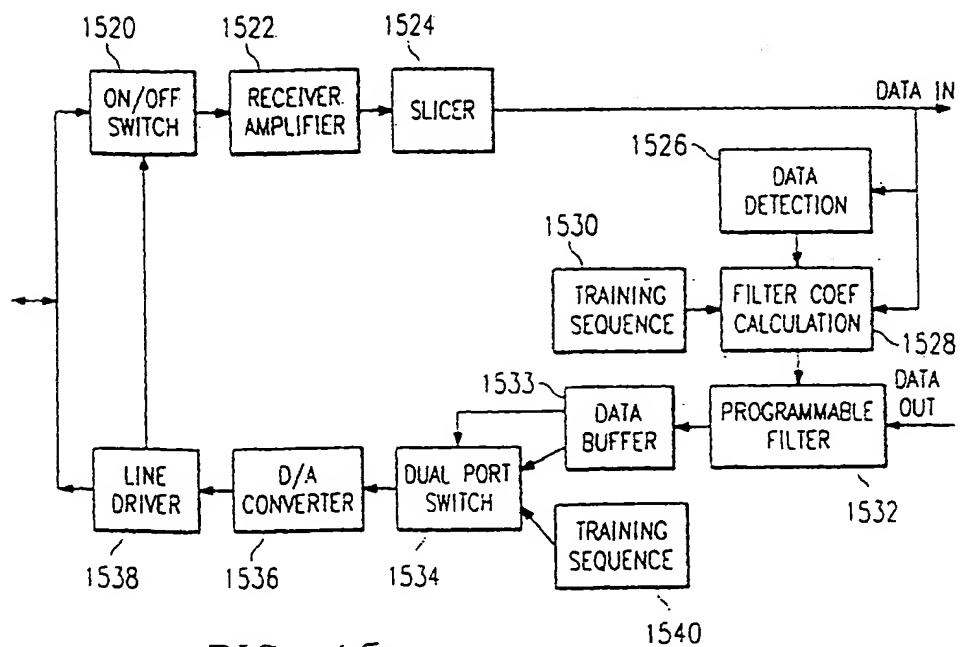 1520
1522
1524
ON/OFF
SWITCH
RECEIVER
AMPLIFIER
SLICER
DATA IN
1526
DATA
DETECTION
1530
TRAINING
SEQUENCE
FILTER COEF
CALCULATION
1528
1533
DATA
BUFFER
PROGRAMMABLE
FILTER
DATA
OUT
1532
LINE
DRIVER
D/A
CONVERTER
DUAL PORT
SWITCH
TRAINING
SEQUENCE
1538
1536
1534
1540